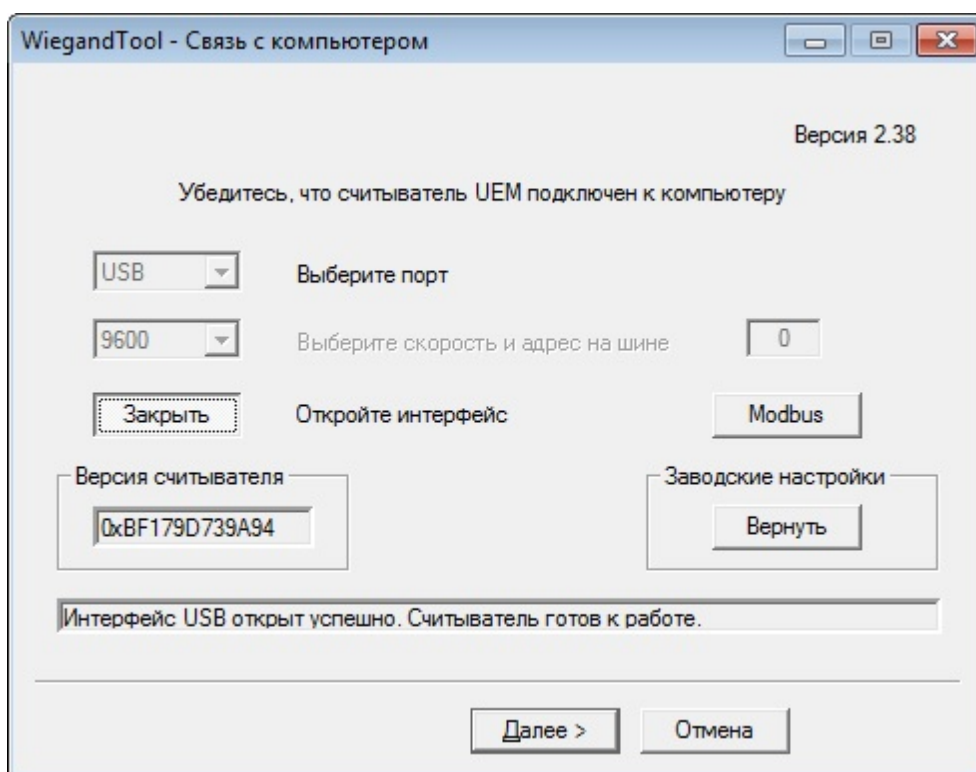 WiegandTool - Связь с компьютером
Версия 2.38
Убедитесь, что считыватель UEM подключен к компьютеру
USB Выберите порт
9600 Выберите скорость и адрес на шине 0
Закрыть Откройте интерфейс Modbus
Версия считывателя Заводские настройки
0xBF179D739A94 Вернуть
Интерфейс USB открыт успешно. Считыватель готов к работе.
Далее > Отмена